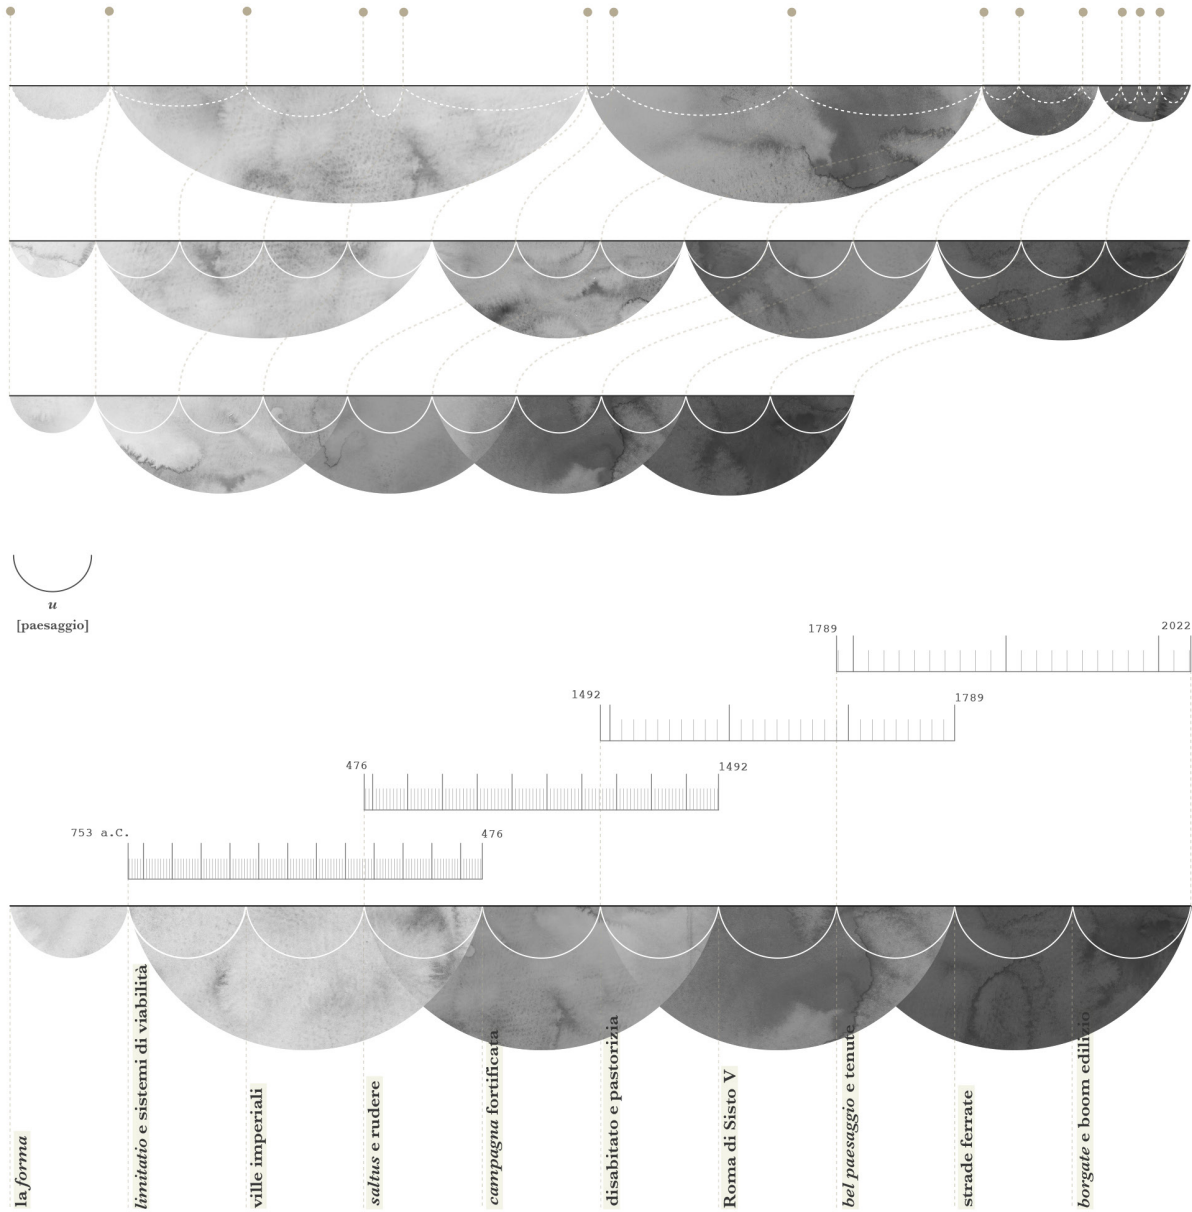 u
[paesaggio]
1789
2022
1492
1789
476
1492
753 a.C.
476
la forma
limitatio e sistemi di viabilità
ville imperiali
saltus e rudere
campagna fortificata
disabitato e pastorizia
Roma di Sisto V
bel paesaggio e tenute
strade ferrate
borgate e boom edilizio